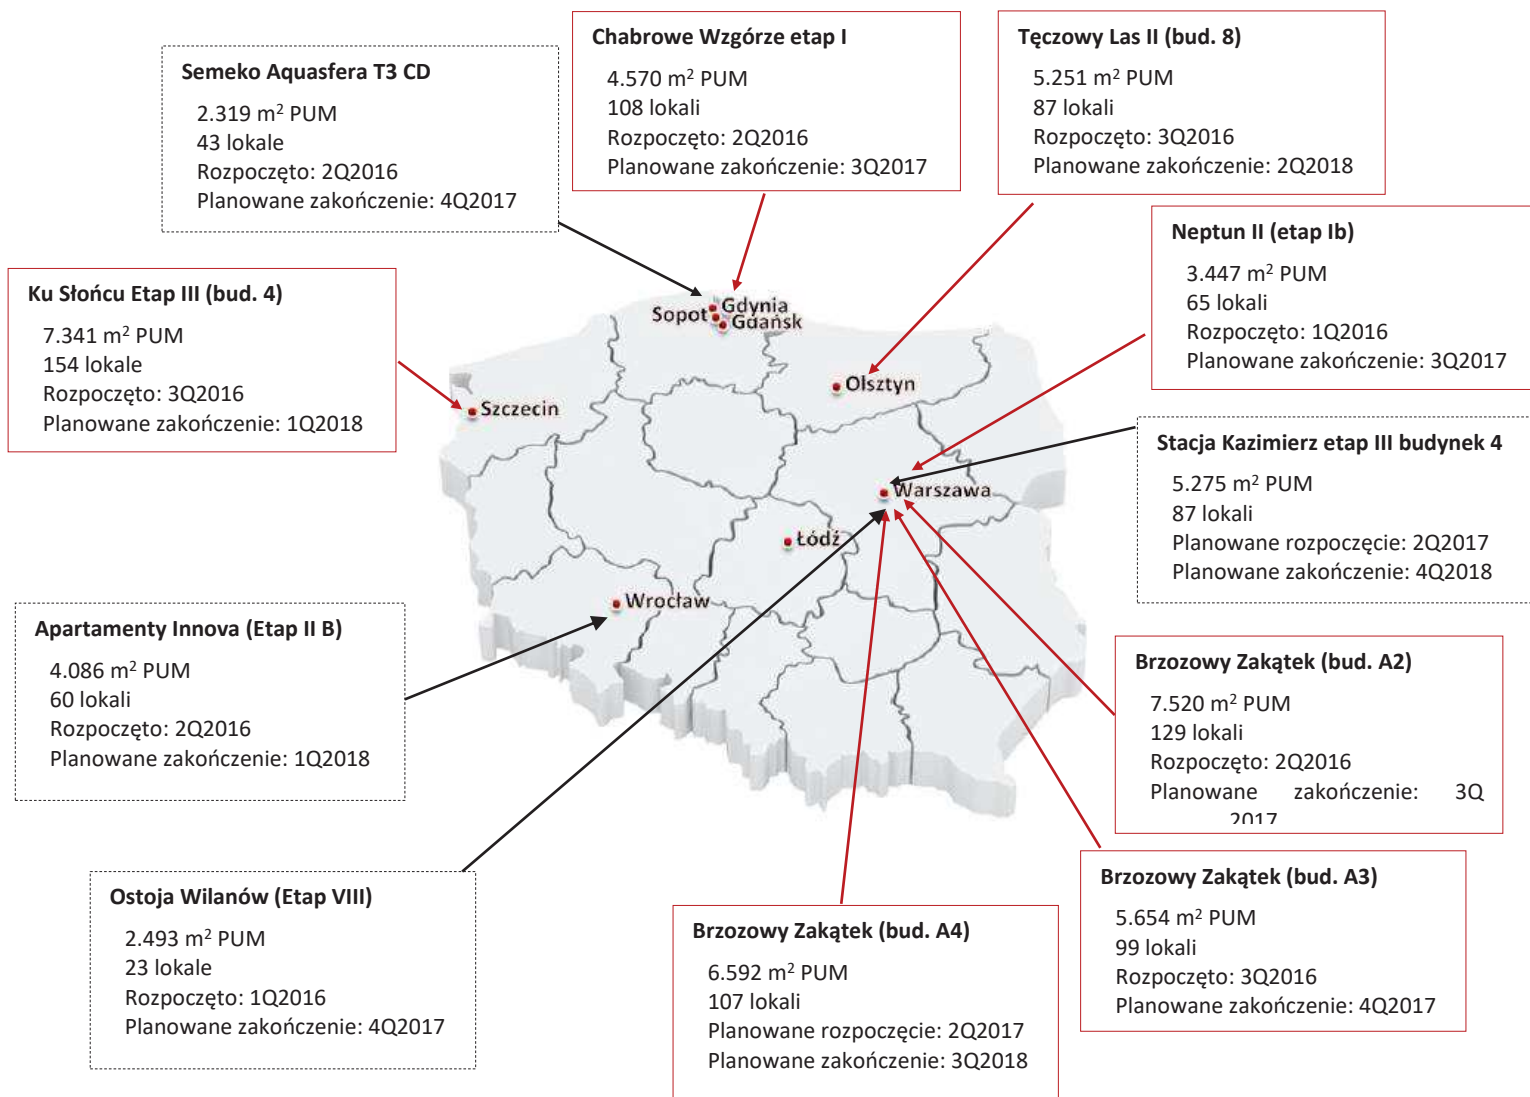 Semeko Aquasfera T3 CD
2.319 m² PUM
43 lokale
Rozpoczęto: 2Q2016
Planowane zakończenie: 4Q2017
Chabrowe Wzgórze etap I
4.570 m² PUM
108 lokali
Rozpoczęto: 2Q2016
Planowane zakończenie: 3Q2017
Tęczowy Las II (bud. 8)
5.251 m² PUM
87 lokali
Rozpoczęto: 3Q2016
Planowane zakończenie: 2Q2018
Neptun II (etap Ib)
3.447 m² PUM
65 lokali
Rozpoczęto: 1Q2016
Planowane zakończenie: 3Q2017
Ku Słońcu Etap III (bud. 4)
7.341 m² PUM
154 lokale
Rozpoczęto: 3Q2016
Planowane zakończenie: 1Q2018
Gdynia
Sopot
Gdańsk
Olsztyn
Szczecin
Warszawa
Łódź
Wrocław
Stacja Kazimierz etap III budynek 4
5.275 m² PUM
87 lokali
Planowane rozpoczęcie: 2Q2017
Planowane zakończenie: 4Q2018
Apartamenty Innova (Etap II B)
4.086 m² PUM
60 lokali
Rozpoczęto: 2Q2016
Planowane zakończenie: 1Q2018
Brzozowy Zakątek (bud. A2)
7.520 m² PUM
129 lokali
Rozpoczęto: 2Q2016
Planowane zakończenie: 3Q
2017
Ostoja Wilanów (Etap VIII)
2.493 m² PUM
23 lokale
Rozpoczęto: 1Q2016
Planowane zakończenie: 4Q2017
Brzozowy Zakątek (bud. A4)
6.592 m² PUM
107 lokali
Planowane rozpoczęcie: 2Q2017
Planowane zakończenie: 3Q2018
Brzozowy Zakątek (bud. A3)
5.654 m² PUM
99 lokali
Rozpoczęto: 3Q2016
Planowane zakończenie: 4Q2017